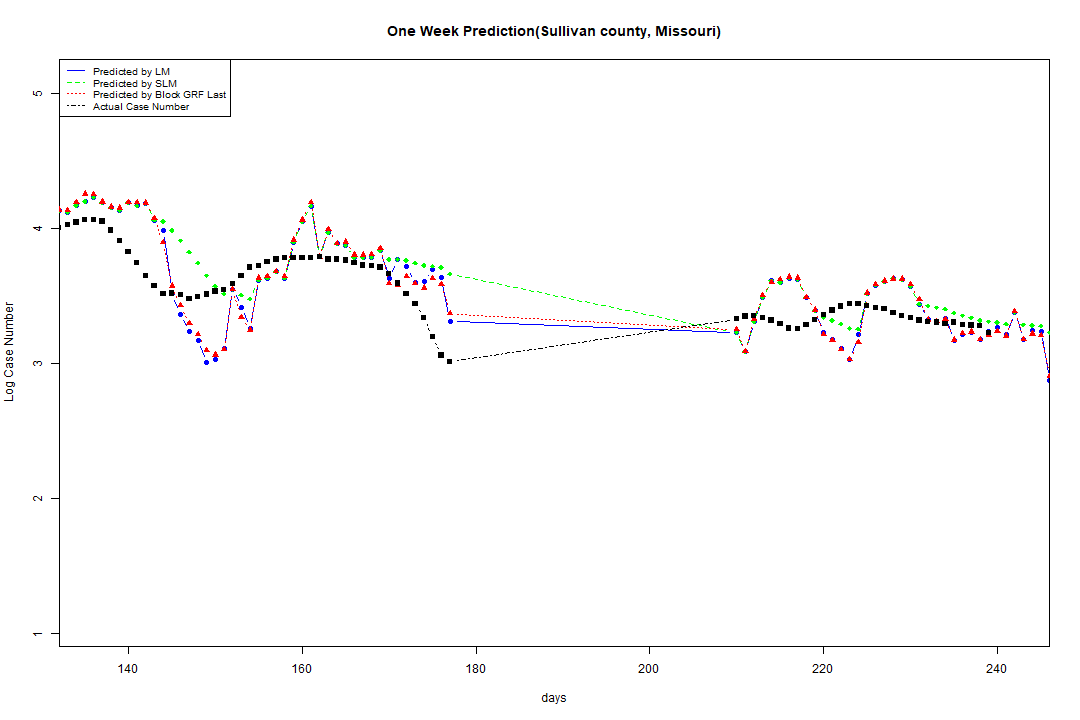 One Week Prediction(Sullivan county, Missouri)
Predicted by LM
Predicted by SLM
Predicted by Block GRF Last
Actual Case Number
5
4
3
2
1
Log Case Number
140 160 180 200 220 240
days